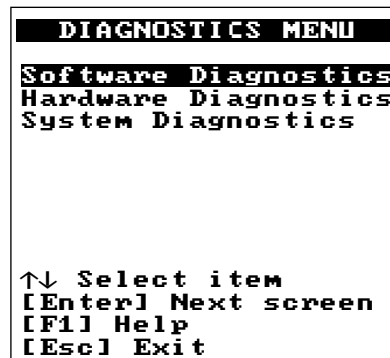 DIAGNOSTICS MENU
Software Diagnostics
Hardware Diagnostics
System Diagnostics
↑↓ Select item
[Enter] Next screen
[F1] Help
[Esc] Exit